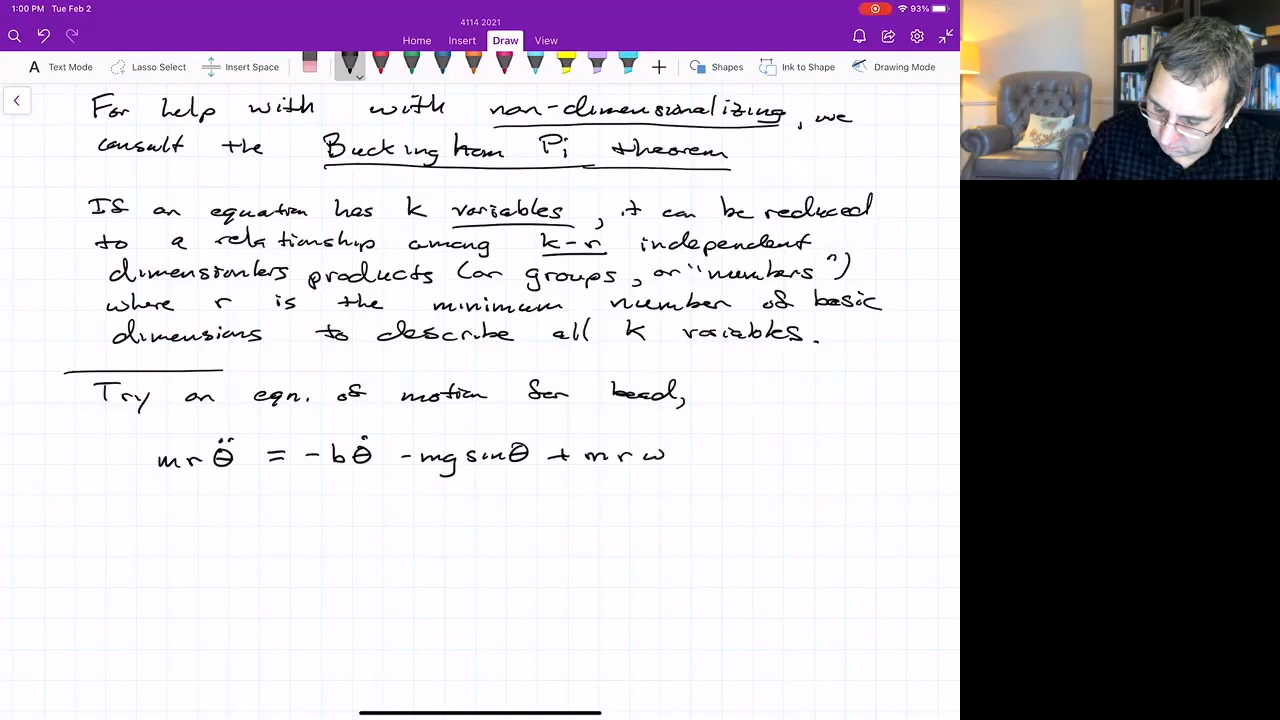 1:00 PM Tue Feb 2
93%
4114 2021
Home Insert Draw View
Text Mode Lasso Select Insert Space Shapes Ink to Shape Drawing Mode
For help with with non-dimensionalizing, we
consult the Buckingham Pi theorem
If an equation has k variables, it can be reduced
to a relationship among k-r independent
dimensionless products (or groups, or "numbers")
where r is the minimum number of basic
dimensions to describe all k variables.
Try an eqn. of motion for bead,
mrθ̈ = -bθ̇ -mg sinθ + mrω